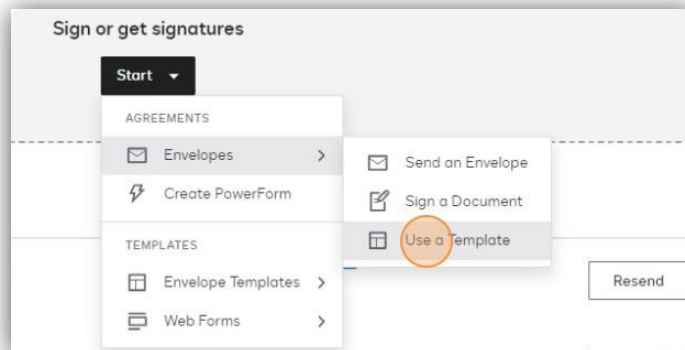 Sign or get signatures
Start
AGREEMENTS
Envelopes
Create PowerForm
TEMPLATES
Envelope Templates
Web Forms
Send an Envelope
Sign a Document
Use a Template
Resend